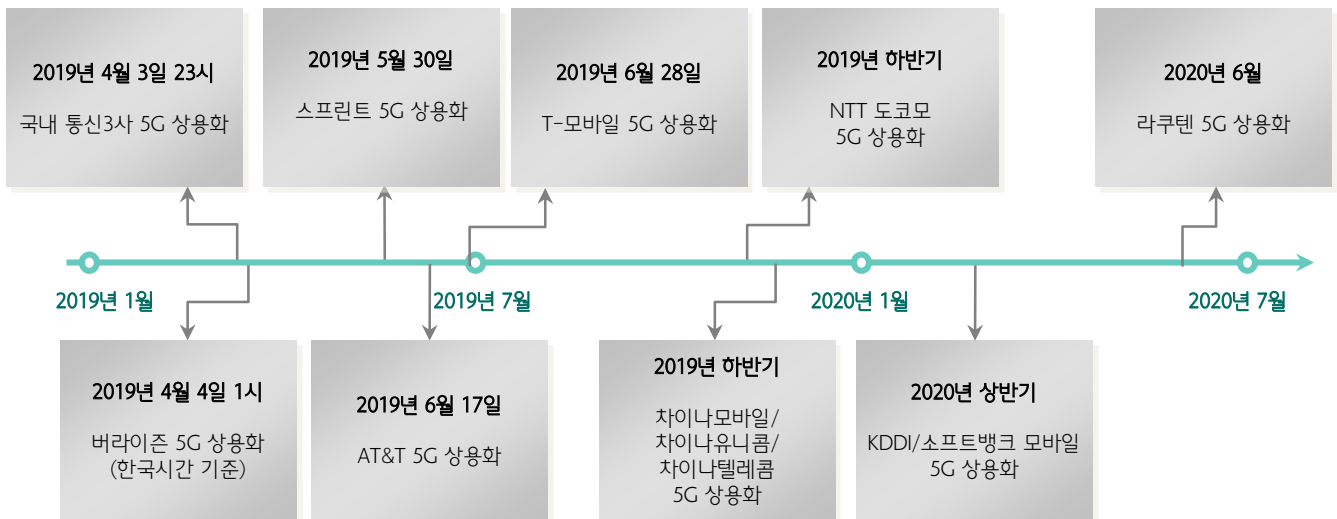 2019년 4월 3일 23시
국내 통신3사 5G 상용화
2019년 5월 30일
스프린트 5G 상용화
2019년 6월 28일
T-모바일 5G 상용화
2019년 하반기
NTT 도코모
5G 상용화
2020년 6월
라쿠텐 5G 상용화
2019년 1월
2019년 7월
2020년 1월
2020년 7월
2019년 4월 4일 1시
버라이즌 5G 상용화
(한국시간 기준)
2019년 6월 17일
AT&T 5G 상용화
2019년 하반기
차이나모바일/
차이나유니콤/
차이나텔레콤
5G 상용화
2020년 상반기
KDDI/소프트뱅크 모바일
5G 상용화